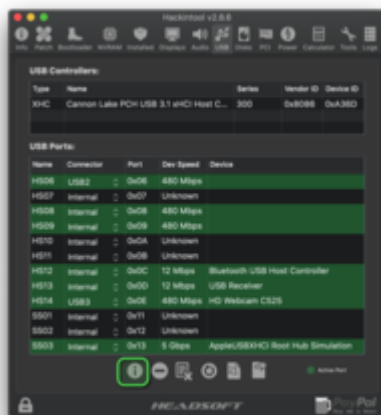 Hackintool v2.8.6
Info Patch Bootloader NVRAM Installed Displays Audio USB Disks PCI Power Calculator Tools Logs
USB Controllers:
Type Name Series Vendor ID Device ID
XHC Cannon Lake PCH USB 3.1 xHCI Host C... 300 0x8086 0xA36D
USB Ports:
Name Connector Port Dev Speed Device
HS06 USB2 0x06 480 Mbps
HS07 Internal 0x07 Unknown
HS08 Internal 0x08 480 Mbps
HS09 Internal 0x09 480 Mbps
HS10 Internal 0x0A Unknown
HS11 Internal 0x0B Unknown
HS12 Internal 0x0C 12 Mbps Bluetooth USB Host Controller
HS13 Internal 0x0D 12 Mbps USB Receiver
HS14 USB3 0x0E 480 Mbps HD Webcam C525
SS01 Internal 0x11 Unknown
SS02 Internal 0x12 Unknown
SS03 Internal 0x13 5 Gbps AppleUSBXHCI Root Hub Simulation
Active Port
HEADSOFT
PayPal